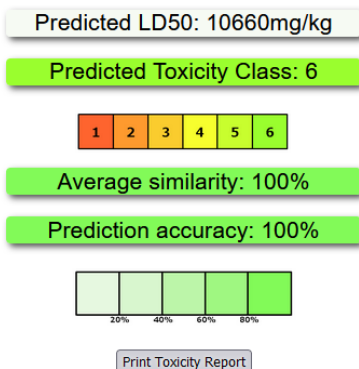 Predicted LD50: 10660mg/kg
Predicted Toxicity Class: 6
1 2 3 4 5 6
Average similarity: 100%
Prediction accuracy: 100%
20% 40% 60% 80%
Print Toxicity Report